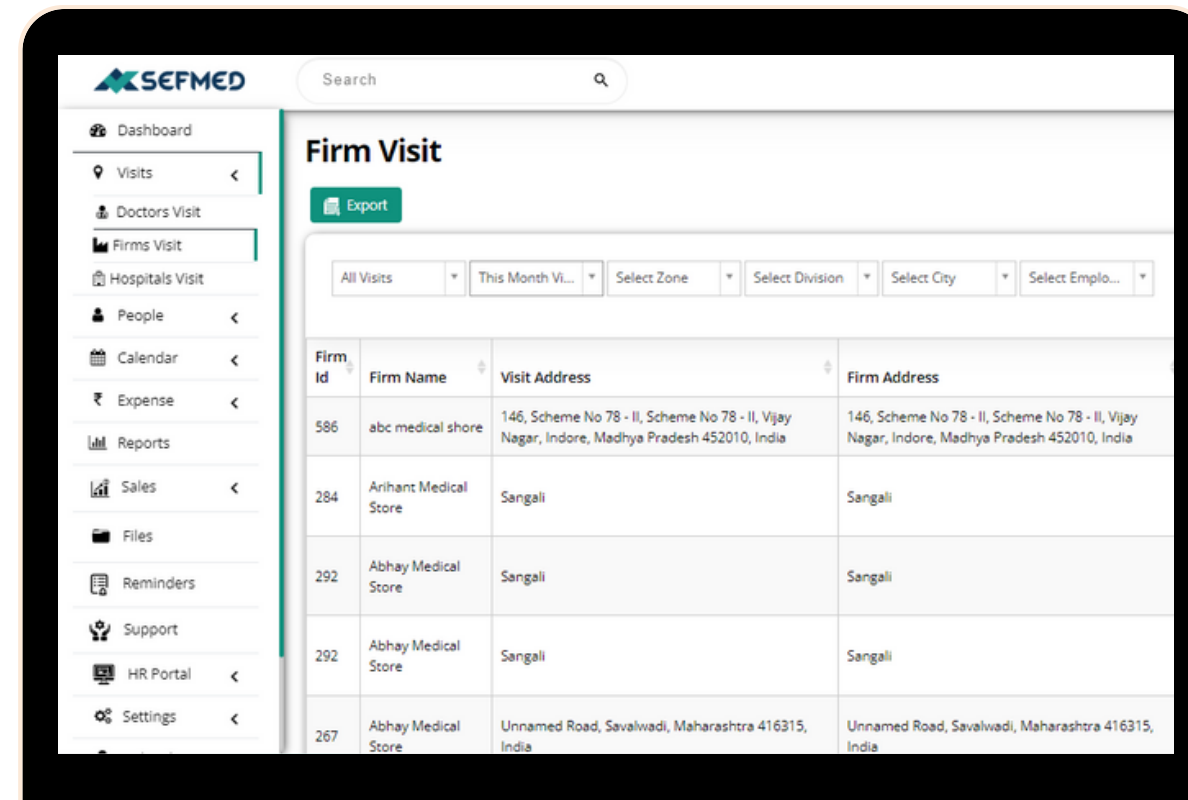 SEFMED
Search
Dashboard
Visits
Doctors Visit
Firms Visit
Hospitals Visit
People
Calendar
Expense
Reports
Sales
Files
Reminders
Support
HR Portal
Settings
Firm Visit
Export
All Visits
This Month Vi...
Select Zone
Select Division
Select City
Select Emplo...
Firm
Id
Firm Name
Visit Address
Firm Address
586
abc medical shore
146, Scheme No 78 - II, Scheme No 78 - II, Vijay
Nagar, Indore, Madhya Pradesh 452010, India
146, Scheme No 78 - II, Scheme No 78 - II, Vijay
Nagar, Indore, Madhya Pradesh 452010, India
284
Arihant Medical
Store
Sangali
Sangali
292
Abhay Medical
Store
Sangali
Sangali
292
Abhay Medical
Store
Sangali
Sangali
267
Abhay Medical
Store
Unnamed Road, Savalwadi, Maharashtra 416315,
India
Unnamed Road, Savalwadi, Maharashtra 416315,
India